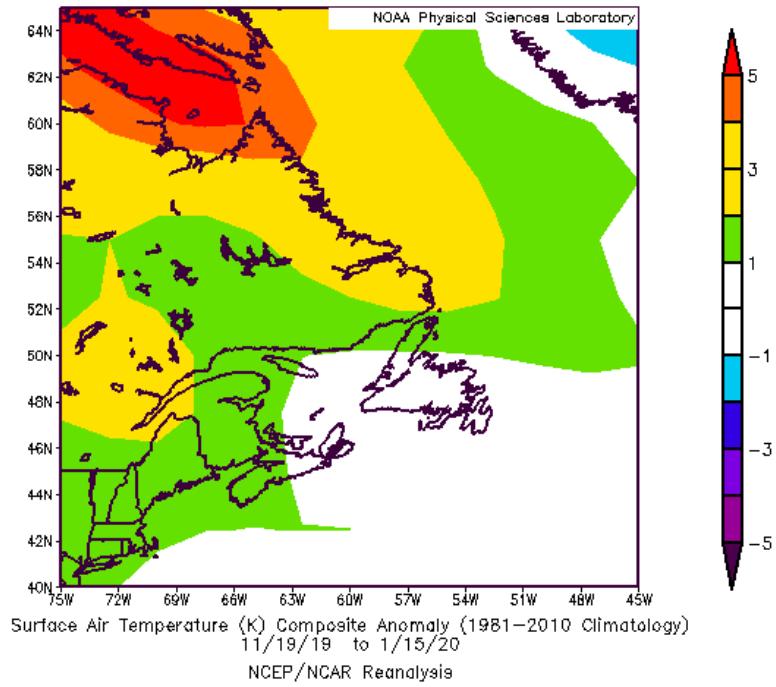 NOAA Physical Sciences Laboratory
64N
62N
60N
58N
56N
54N
52N
50N
48N
46N
44N
42N
40N
75W 72W 69W 66W 63W 60W 57W 54W 51W 48W 45W
5
3
1
-1
-3
-5
Surface Air Temperature (K) Composite Anomaly (1981-2010 Climatology)
11/19/19 to 1/15/20
NCEP/NCAR Reanalysis